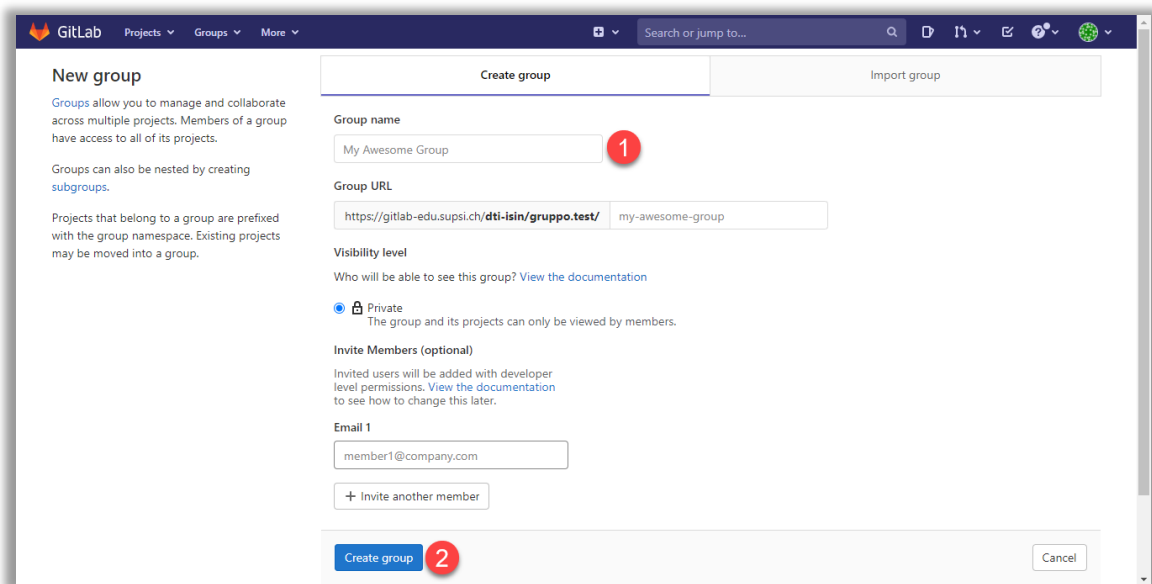 GitLab Projects Groups More Search or jump to...
New group
Groups allow you to manage and collaborate
across multiple projects. Members of a group
have access to all of its projects.
Groups can also be nested by creating
subgroups.
Projects that belong to a group are prefixed
with the group namespace. Existing projects
may be moved into a group.
Create group Import group
Group name
My Awesome Group 1
Group URL
https://gitlab-edu.supsi.ch/dti-isin/gruppo.test/ my-awesome-group
Visibility level
Who will be able to see this group? View the documentation
Private
The group and its projects can only be viewed by members.
Invite Members (optional)
Invited users will be added with developer
level permissions. View the documentation
to see how to change this later.
Email 1
member1@company.com
+ Invite another member
Create group 2 Cancel